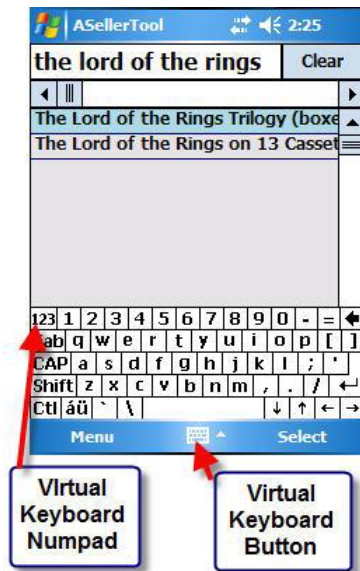 ASellerTool 2:25
the lord of the rings Clear
The Lord of the Rings Trilogy (boxe
The Lord of the Rings on 13 Casset
123 1 2 3 4 5 6 7 8 9 0 - =
Tab q w e r t y u i o p [ ]
CAP a s d f g h j k l ; '
Shift z x c v b n m , . /
Ctl áü ` \
Menu Select
VIrtual
Keyboard
Numpad
Virtual
Keyboard
Button